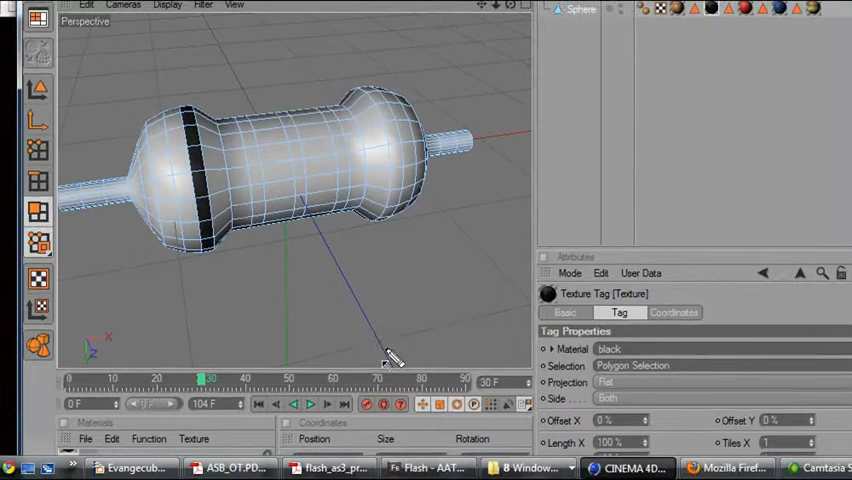 Edit Cameras Display Filter View
Perspective
Sphere
Attributes
Mode Edit User Data
Texture Tag [Texture]
Basic Tag Coordinates
Tag Properties
Material black
Selection Polygon Selection
Projection Flat
Side Both
Offset X 0 % Offset Y 0 %
Length X 100 % Tiles X 1
X
Z
0 10 20 30 40 50 60 70 80 90 30 F
0 F 0 F 104 F
Materials Coordinates
File Edit Function Texture Position Size Rotation
Evangecub... ASB_OT.PD... flash_as3_pr... Flash - AAT... 8 Window... CINEMA 4D... Mozilla Firef... Camtasia S